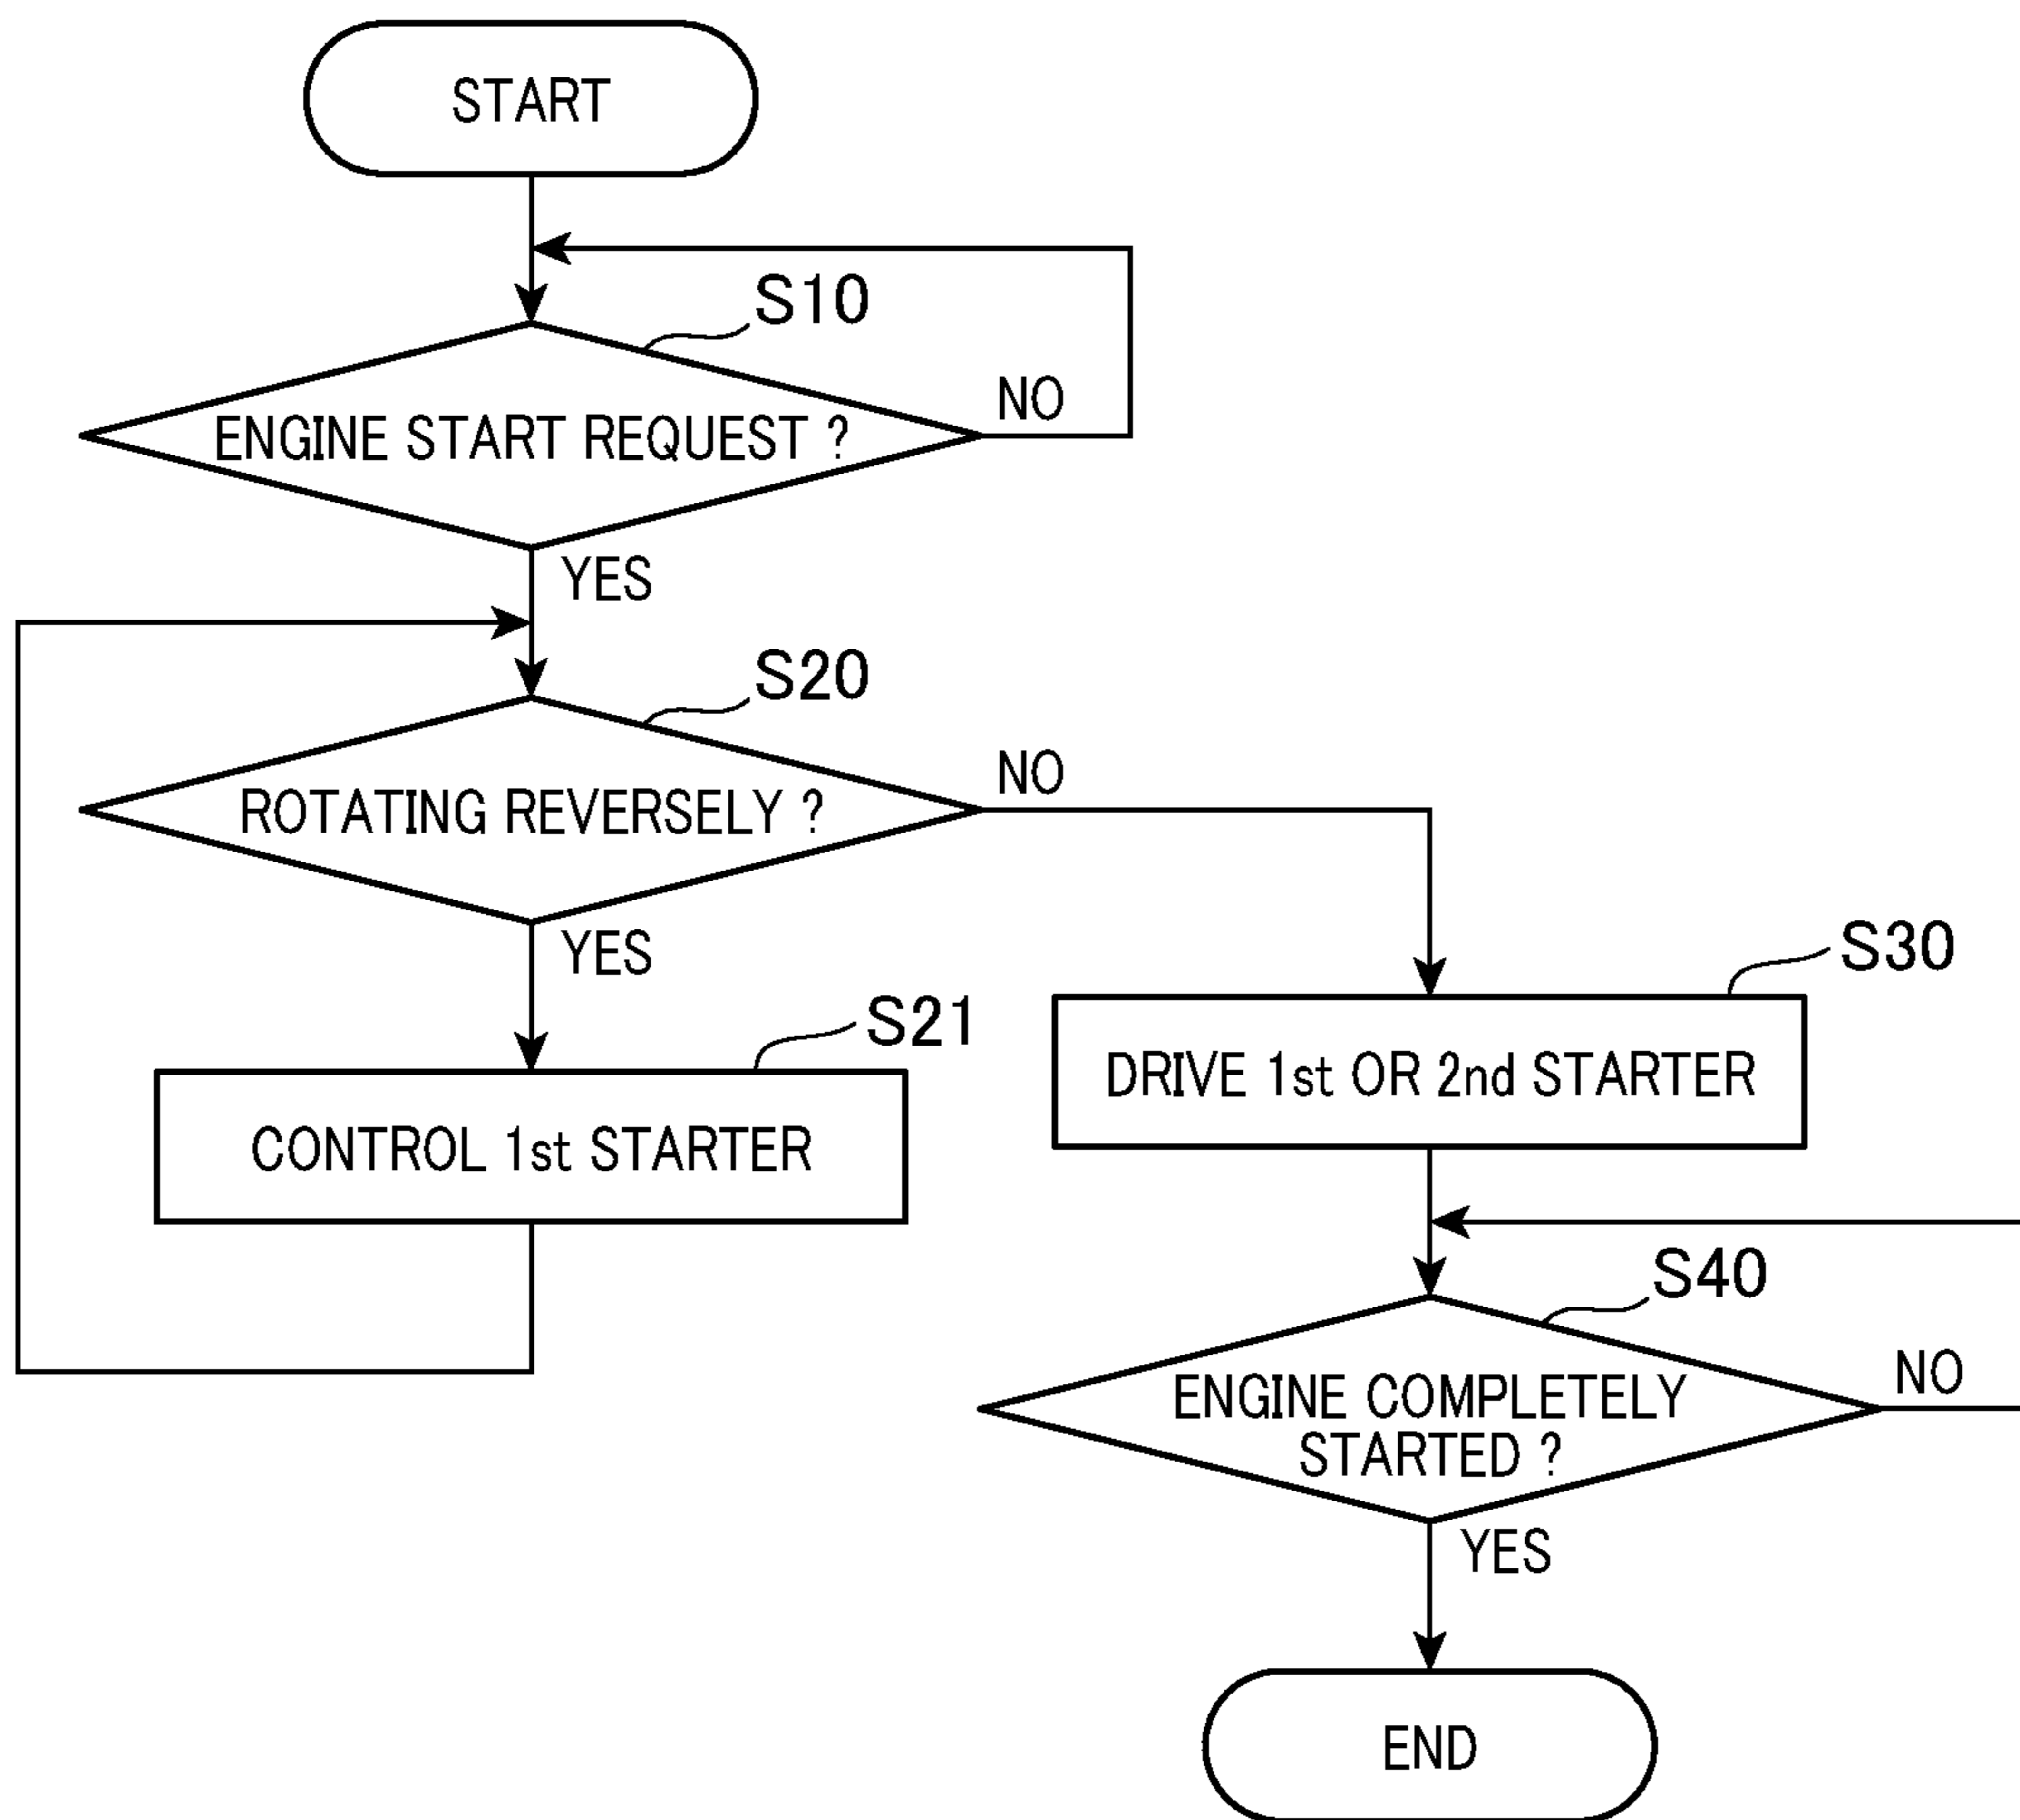 START
S10
ENGINE START REQUEST ?
NO
YES
S20
ROTATING REVERSELY ?
NO
YES
S21
CONTROL 1st STARTER
S30
DRIVE 1st OR 2nd STARTER
S40
ENGINE COMPLETELY
STARTED ?
NO
YES
END